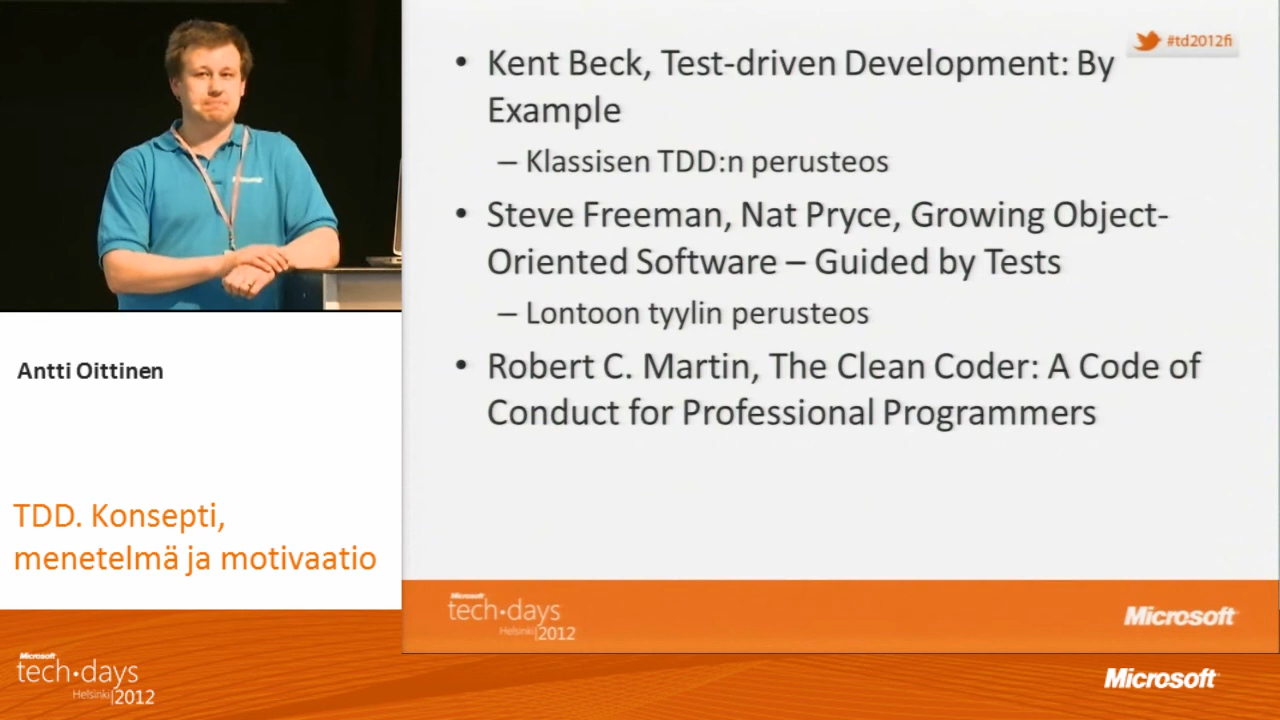 #td2012fi
• Kent Beck, Test-driven Development: By
Example
– Klassisen TDD:n perusteos
• Steve Freeman, Nat Pryce, Growing Object-
Oriented Software – Guided by Tests
– Lontoon tyylin perusteos
• Robert C. Martin, The Clean Coder: A Code of
Conduct for Professional Programmers
Antti Oittinen
TDD. Konsepti,
menetelmä ja motivaatio
Microsoft
tech·days
Helsinki|2012
Microsoft
Microsoft
tech·days
Helsinki|2012
Microsoft